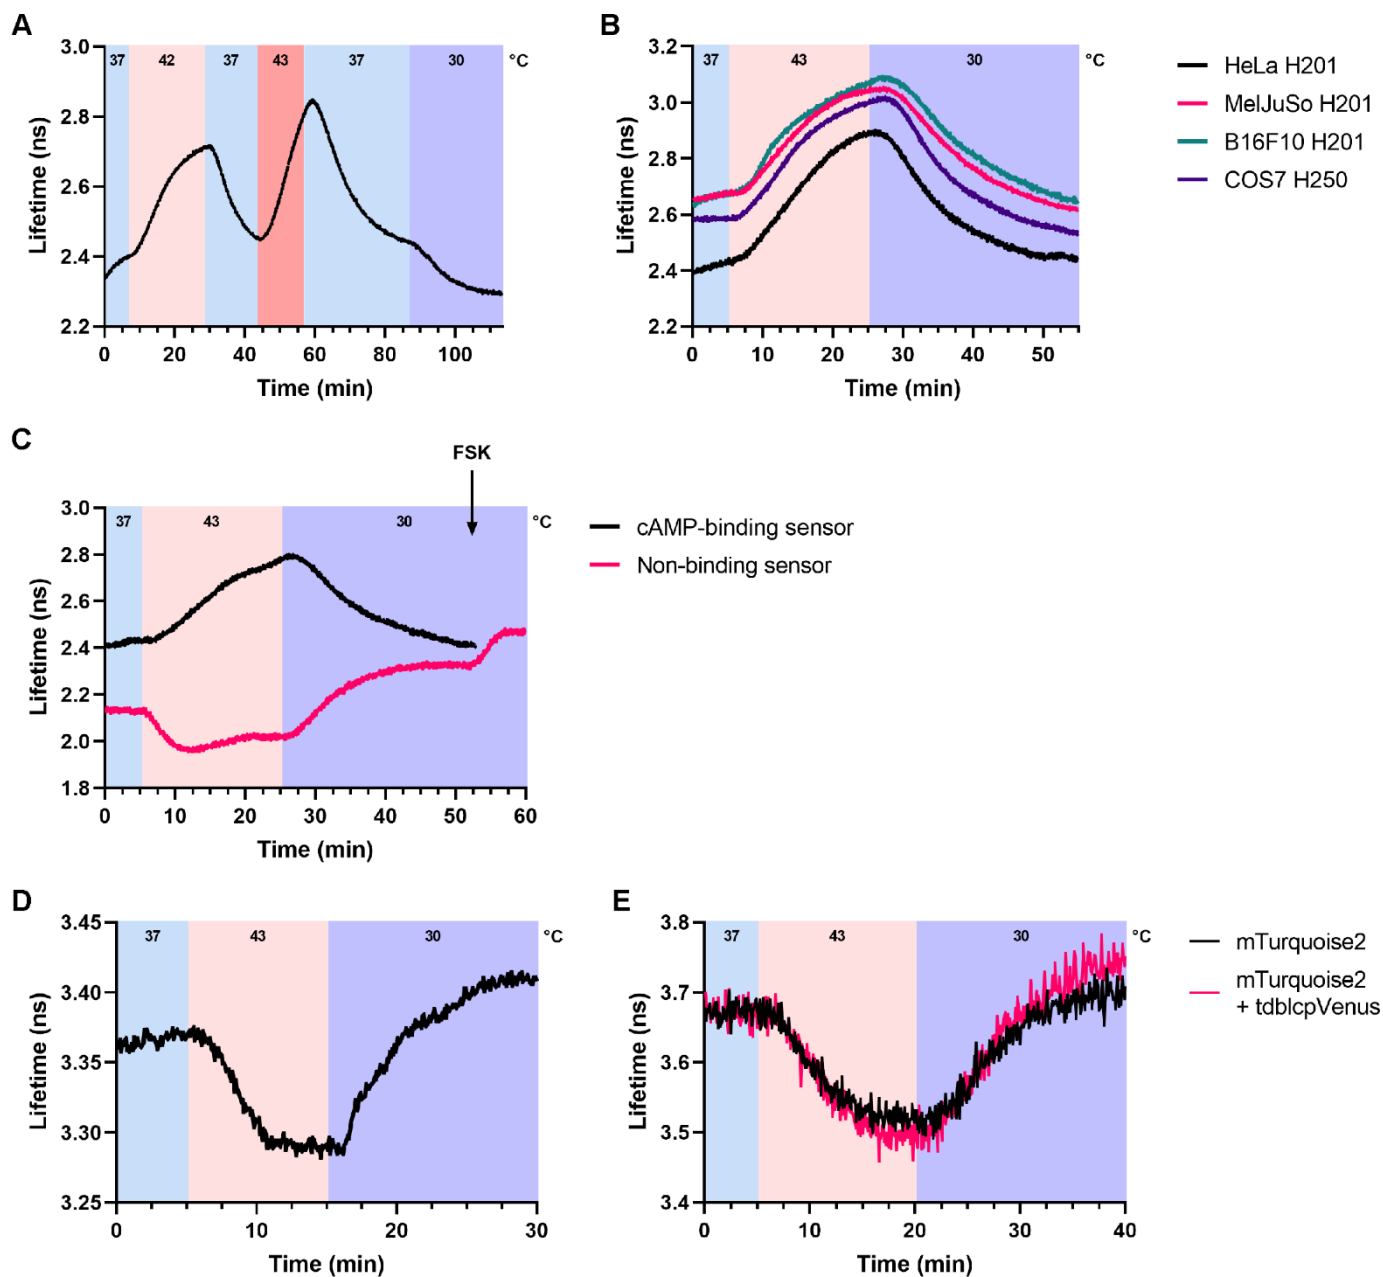 A
3.0
2.8
2.6
2.4
2.2
Lifetime (ns)
37 42 37 43 37 30 °C
0 20 40 60 80 100
Time (min)
B
3.2
3.0
2.8
2.6
2.4
2.2
Lifetime (ns)
37 43 30
0 10 20 30 40 50
Time (min)
HeLa H201
MelJuSo H201
B16F10 H201
COS7 H250
C
FSK
3.0
2.8
2.6
2.4
2.2
2.0
1.8
Lifetime (ns)
37 43 30 °C
0 10 20 30 40 50 60
Time (min)
cAMP-binding sensor
Non-binding sensor
D
3.45
3.40
3.35
3.30
3.25
Lifetime (ns)
37 43 30 °C
0 10 20 30
Time (min)
E
3.8
3.7
3.6
3.5
3.4
Lifetime (ns)
37 43 30 °C
0 10 20 30 40
Time (min)
mTurquoise2
mTurquoise2
+ tdblcpVenus